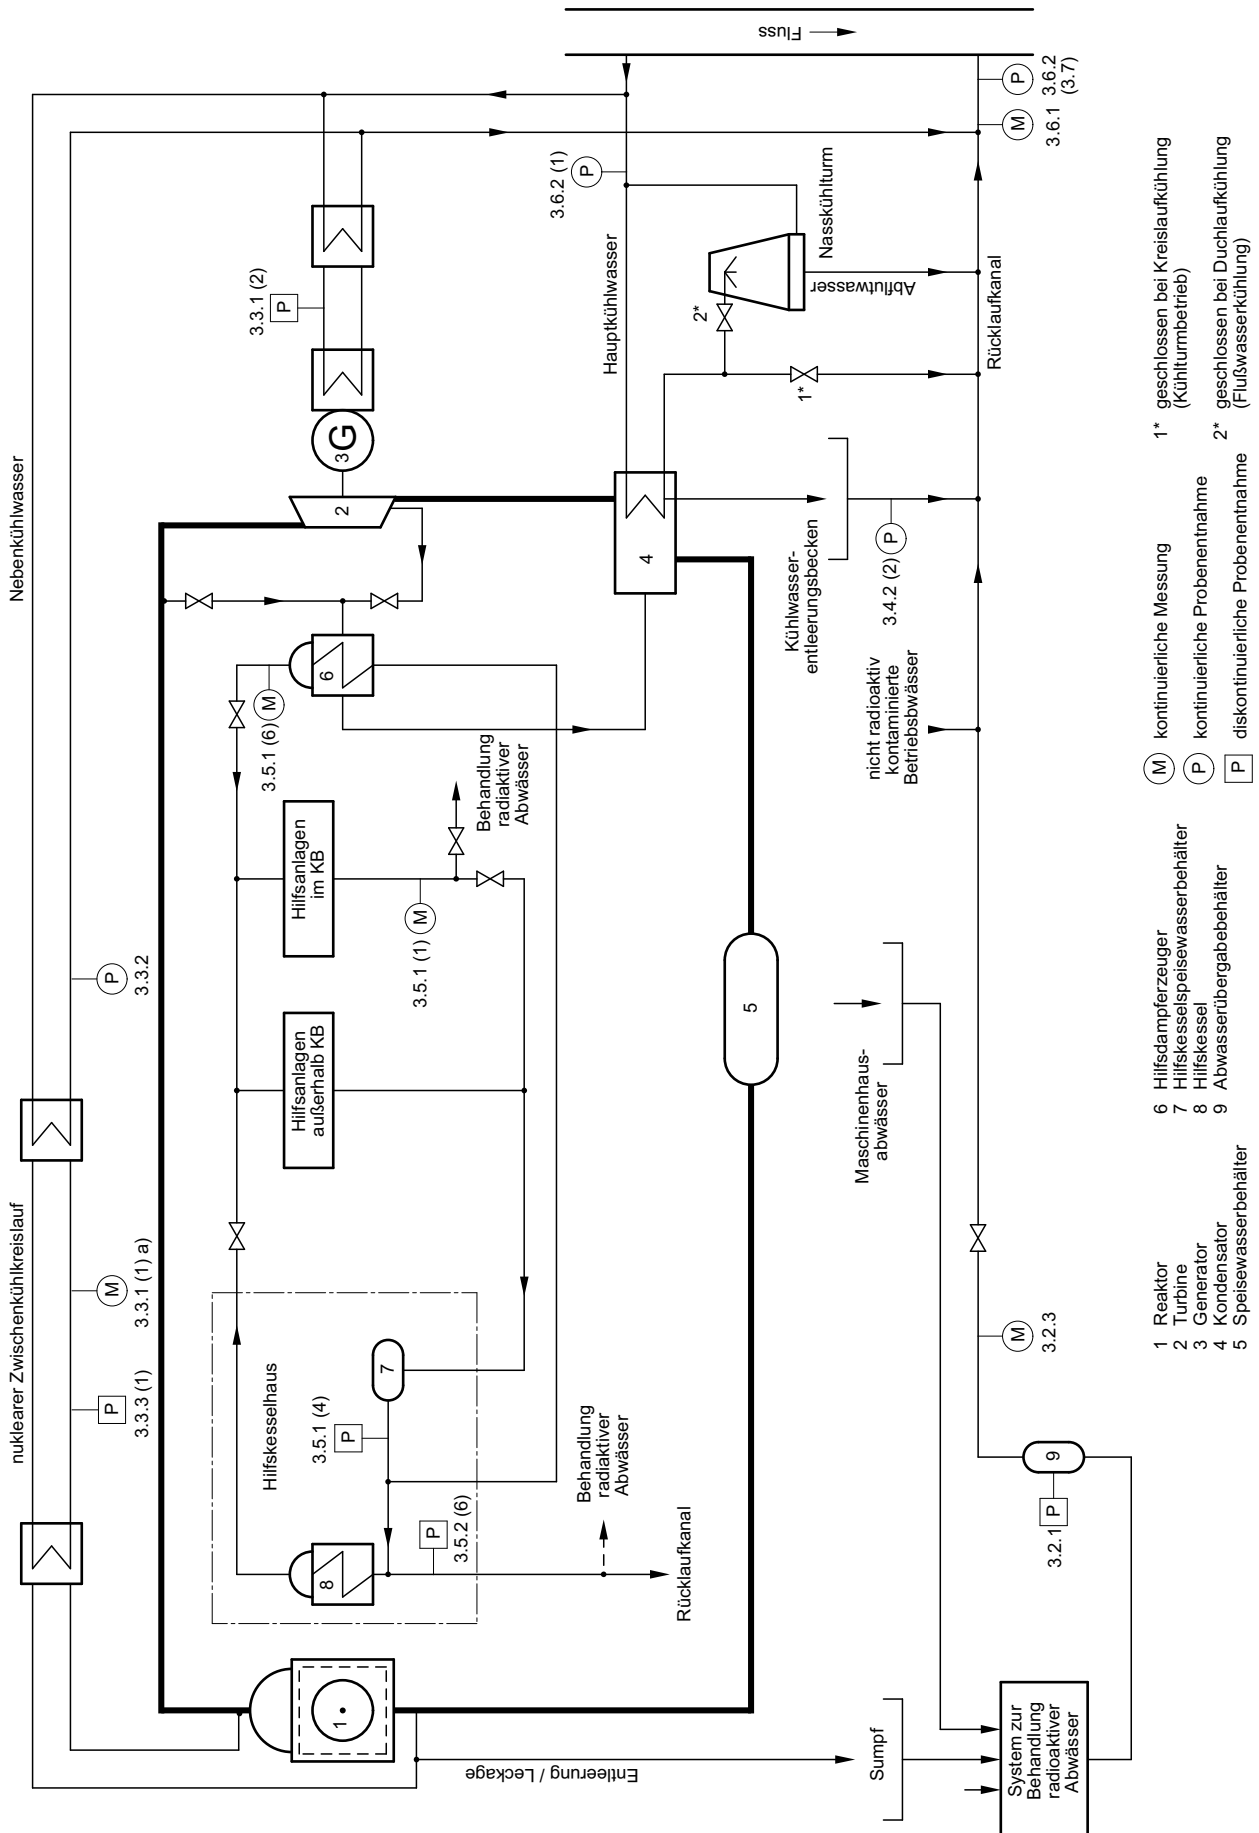 Fluss
3.6.2
(3.7)
3.6.1
P
M
3.6.2 (1)
P
Nasskühlturm
Abflutwasser
Hauptkühlwasser
2*
1*
Rücklaufkanal
3.3.1 (2)
P
Nebenkühlwasser
3
G
2
4
Kühlwasser-
entleerungsbecken
3.4.2 (2)
P
nicht radioaktiv
kontaminierte
Betriebsbwässer
6
3.5.1 (6)
M
Behandlung
radiaktiver
Abwässer
Hilfsanlagen
im KB
3.5.1 (1)
M
Hilfsanlagen
außerhalb KB
P
3.3.2
5
Maschinenhaus-
abwässer
nuklearer Zwischenkühlkreislauf
M
3.3.1 (1) a)
P
3.3.3 (1)
Hilfskesselhaus
7
3.5.1 (4)
P
8
P
3.5.2 (6)
Behandlung
radiaktiver
Abwässer
Rücklaufkanal
M
3.2.3
9
3.2.1
P
1
Entleerung / Leckage
Sumpf
System zur
Behandlung
radioaktiver
Abwässer
1 Reaktor
2 Turbine
3 Generator
4 Kondensator
5 Speisewasserbehälter
6 Hilfsdampferzeuger
7 Hilfskesselspeisewasserbehälter
8 Hilfskessel
9 Abwasserübergabebehälter
M kontinuierliche Messung
P kontinuierliche Probenentnahme
P diskontinuierliche Probenentnahme
1* geschlossen bei Kreislaufkühlung
(Kühlturmbetrieb)
2* geschlossen bei Duchlaufkühlung
(Flußwasserkühlung)